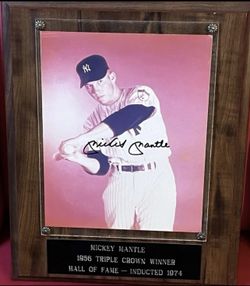 NY
Mickey Mantle
MICKEY MANTLE
1956 TRIPLE CROWN WINNER
HALL OF FAME — INDUCTED 1974